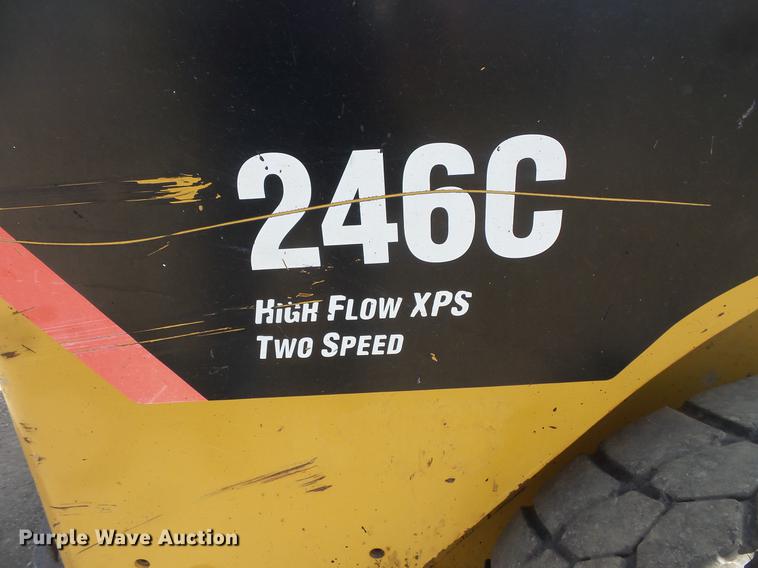 246C
HIGH FLOW XPS
TWO SPEED
Purple Wave Auction